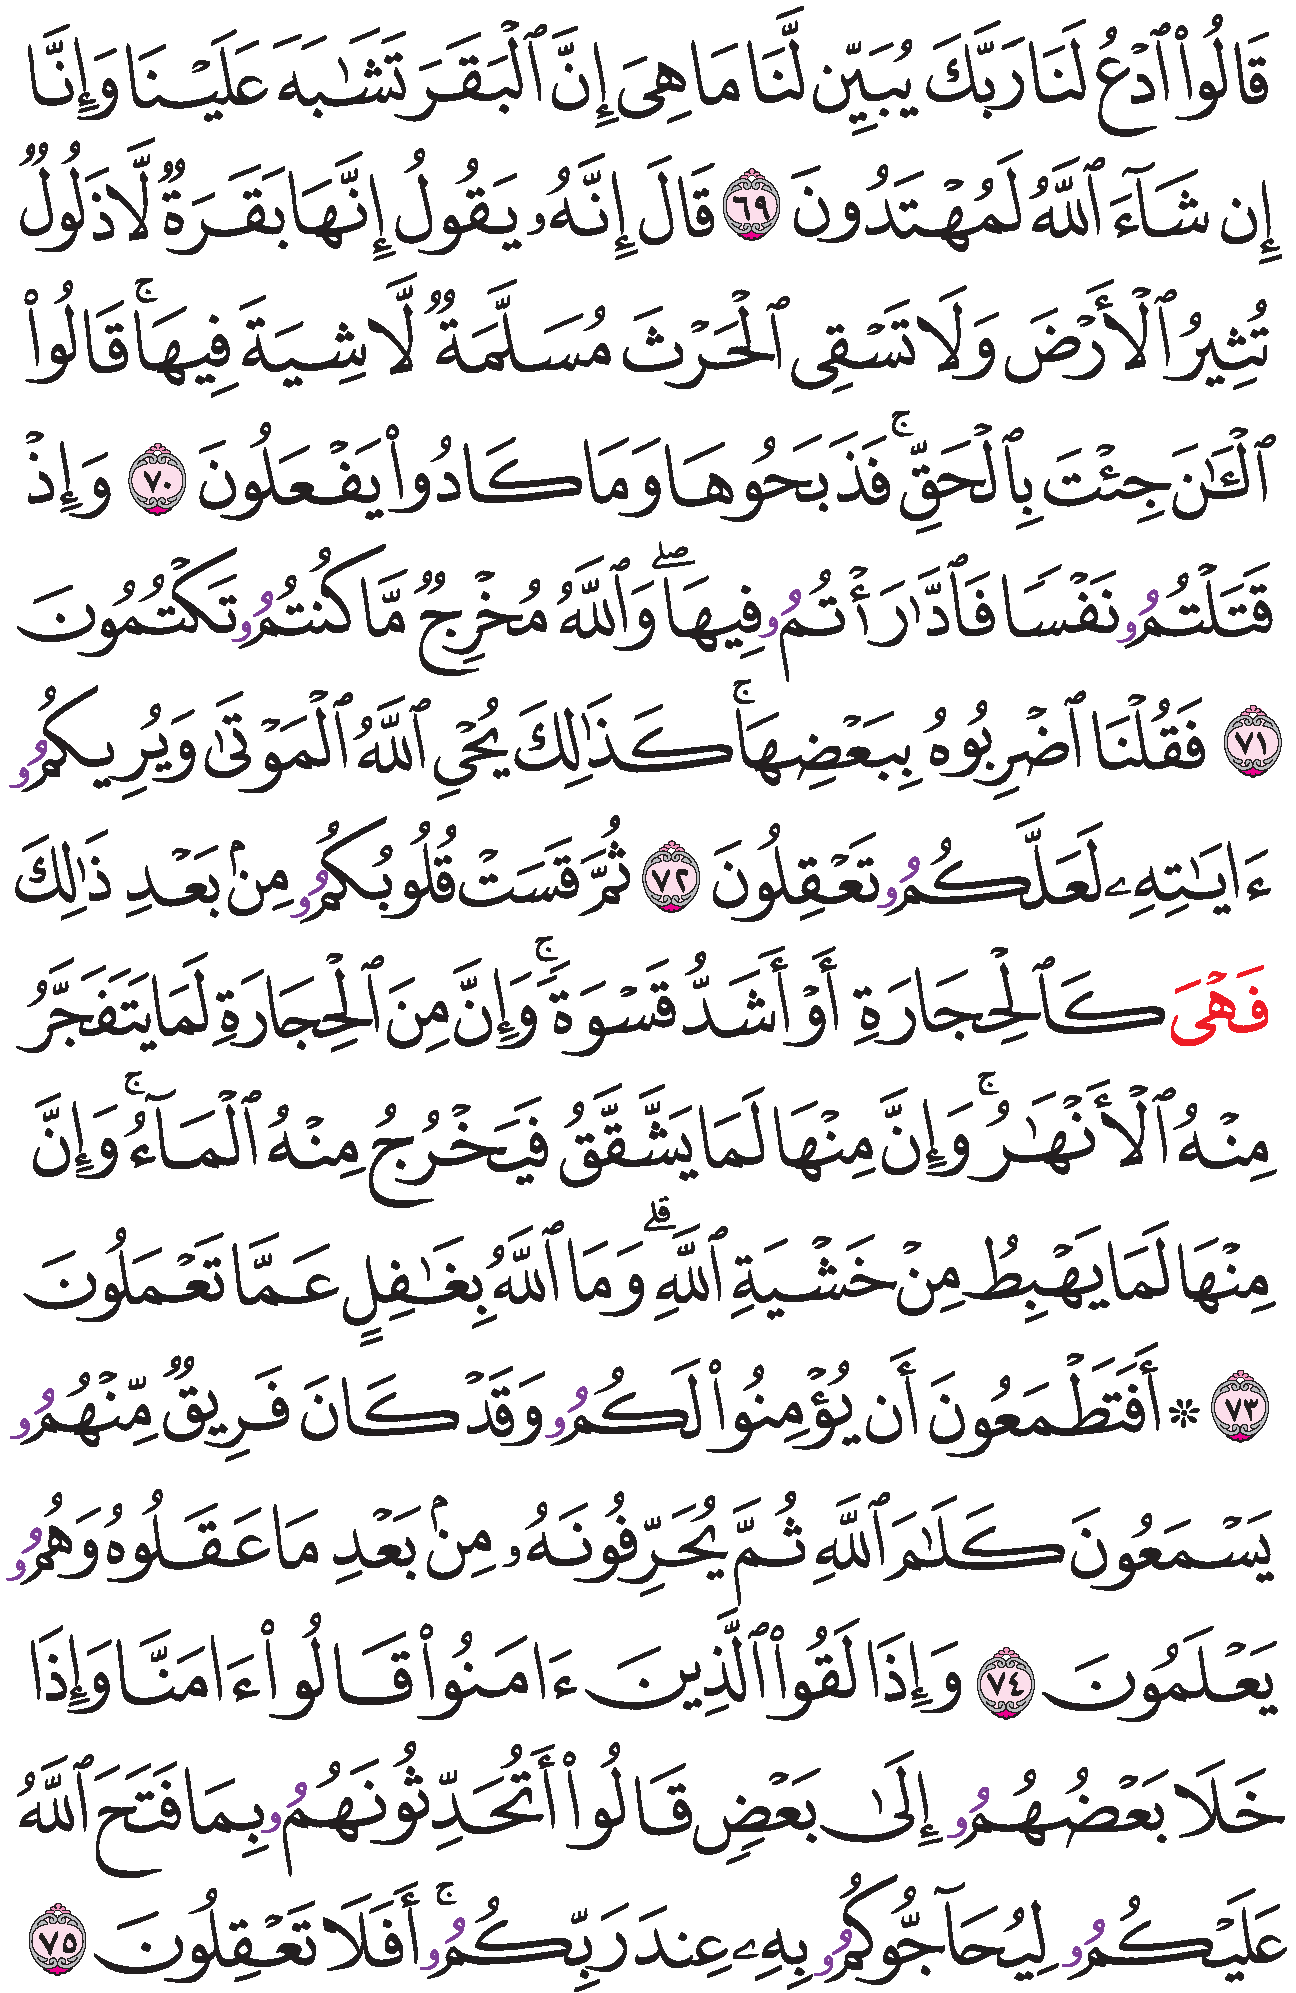 قَالُواْ ٱدۡعُ لَنَا رَبَّكَ يُبَيِّن لَّنَا مَا هِيَ إِنَّ ٱلۡبَقَرَ تَشَٰبَهَ عَلَيۡنَا وَإِنَّا
إِن شَآءَ ٱللَّهُ لَمُهۡتَدُونَ ٦٩ قَالَ إِنَّهُۥ يَقُولُ إِنَّهَا بَقَرَةٞ لَّا ذَلُولٞ
تُثِيرُ ٱلۡأَرۡضَ وَلَا تَسۡقِي ٱلۡحَرۡثَ مُسَلَّمَةٞ لَّا شِيَةَ فِيهَاۚ قَالُواْ
ٱلۡـَٰٔنَ جِئۡتَ بِٱلۡحَقِّۚ فَذَبَحُوهَا وَمَا كَادُواْ يَفۡعَلُونَ ٧٠ وَإِذۡ
قَتَلۡتُمُۥ نَفۡسٗا فَٱدَّٰرَٰٔتُمُۥ فِيهَاۖ وَٱللَّهُ مُخۡرِجٞ مَّا كُنتُمُۥ تَكۡتُمُونَ
٧١ فَقُلۡنَا ٱضۡرِبُوهُ بِبَعۡضِهَاۚ كَذَٰلِكَ يُحۡيِ ٱللَّهُ ٱلۡمَوۡتَىٰ وَيُرِيكُمُۥ
ءَايَٰتِهِۦ لَعَلَّكُمُۥ تَعۡقِلُونَ ٧٢ ثُمَّ قَسَتۡ قُلُوبُكُمُۥ مِنۢ بَعۡدِ ذَٰلِكَ
فَهۡيَ كَٱلۡحِجَارَةِ أَوۡ أَشَدُّ قَسۡوَةٗۚ وَإِنَّ مِنَ ٱلۡحِجَارَةِ لَمَا يَتَفَجَّرُ
مِنۡهُ ٱلۡأَنۡهَٰرُۚ وَإِنَّ مِنۡهَا لَمَا يَشَّقَّقُ فَيَخۡرُجُ مِنۡهُ ٱلۡمَآءُۚ وَإِنَّ
مِنۡهَا لَمَا يَهۡبِطُ مِنۡ خَشۡيَةِ ٱللَّهِۗ وَمَا ٱللَّهُ بِغَٰفِلٍ عَمَّا تَعۡمَلُونَ
٧٣ ۞ أَفَتَطۡمَعُونَ أَن يُؤۡمِنُواْ لَكُمُۥ وَقَدۡ كَانَ فَرِيقٞ مِّنۡهُمُۥ
يَسۡمَعُونَ كَلَٰمَ ٱللَّهِ ثُمَّ يُحَرِّفُونَهُۥ مِنۢ بَعۡدِ مَا عَقَلُوهُ وَهُمُۥ
يَعۡلَمُونَ ٧٤ وَإِذَا لَقُواْ ٱلَّذِينَ ءَامَنُواْ قَالُواْ ءَامَنَّا وَإِذَا
خَلَا بَعۡضُهُمُۥ إِلَىٰ بَعۡضٖ قَالُواْ أَتُحَدِّثُونَهُمُۥ بِمَا فَتَحَ ٱللَّهُ
عَلَيۡكُمُۥ لِيُحَآجُّوكُمُۥ بِهِۦ عِندَ رَبِّكُمُۥۚ أَفَلَا تَعۡقِلُونَ ٧٥